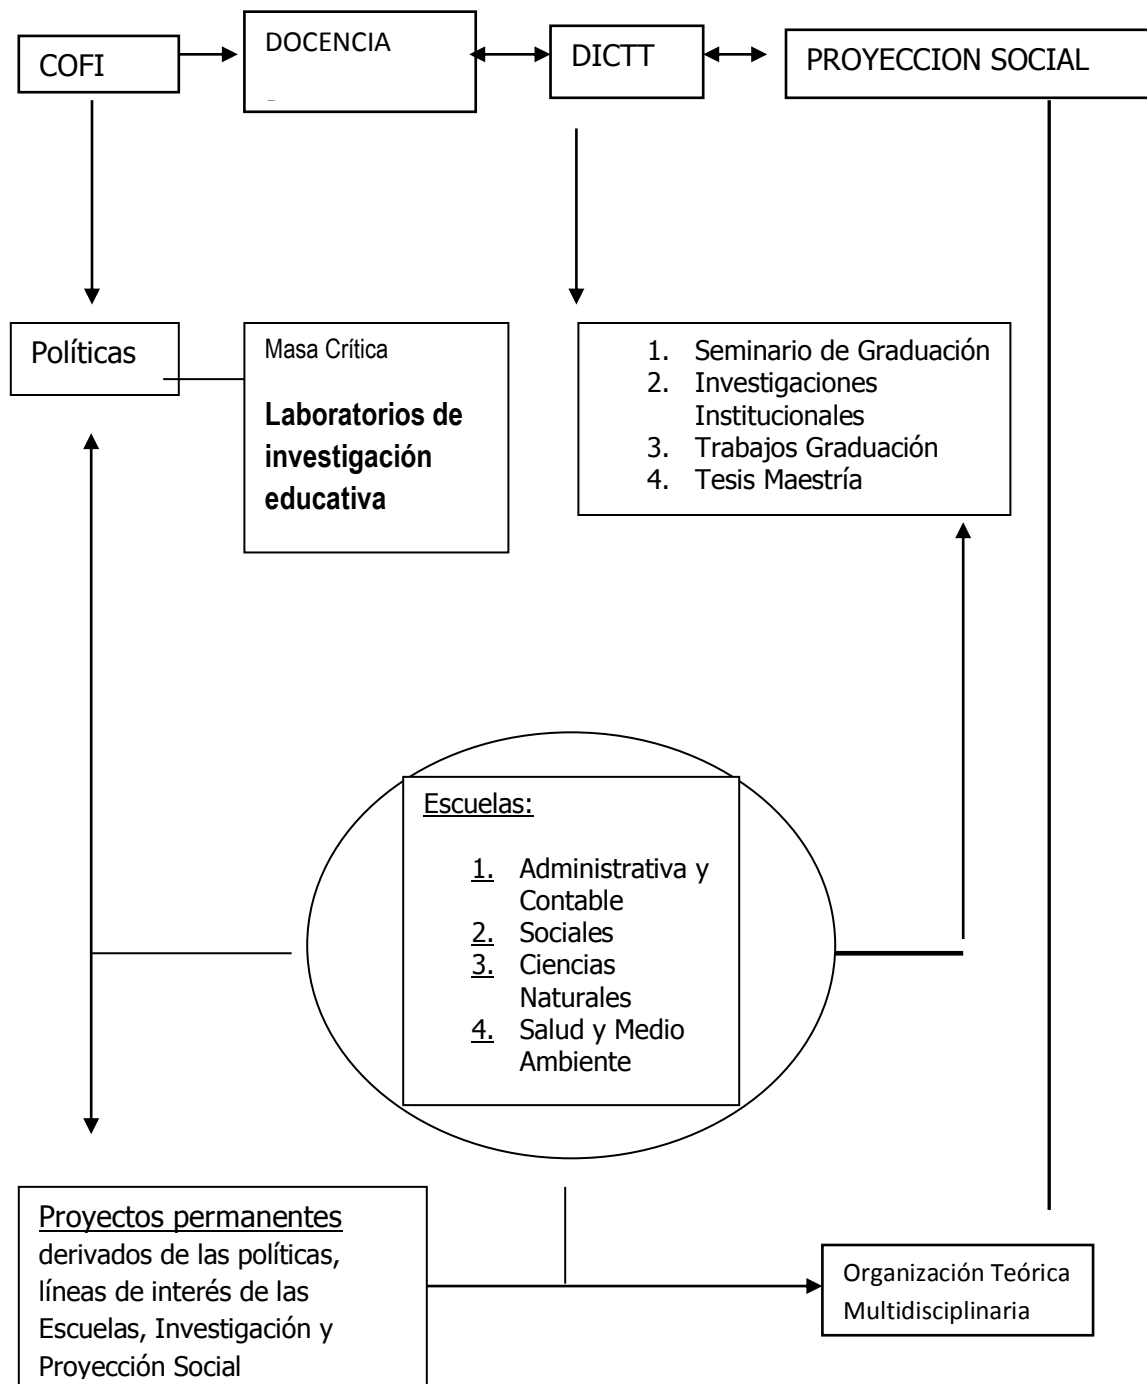 COFI
DOCENCIA
DICTT
PROYECCION SOCIAL
Políticas
Masa Crítica
Laboratorios de
investigación
educativa
1. Seminario de Graduación
2. Investigaciones
Institucionales
3. Trabajos Graduación
4. Tesis Maestría
Escuelas:
1. Administrativa y
Contable
2. Sociales
3. Ciencias
Naturales
4. Salud y Medio
Ambiente
Proyectos permanentes
derivados de las políticas,
líneas de interés de las
Escuelas, Investigación y
Proyección Social
Organización Teórica
Multidisciplinaria